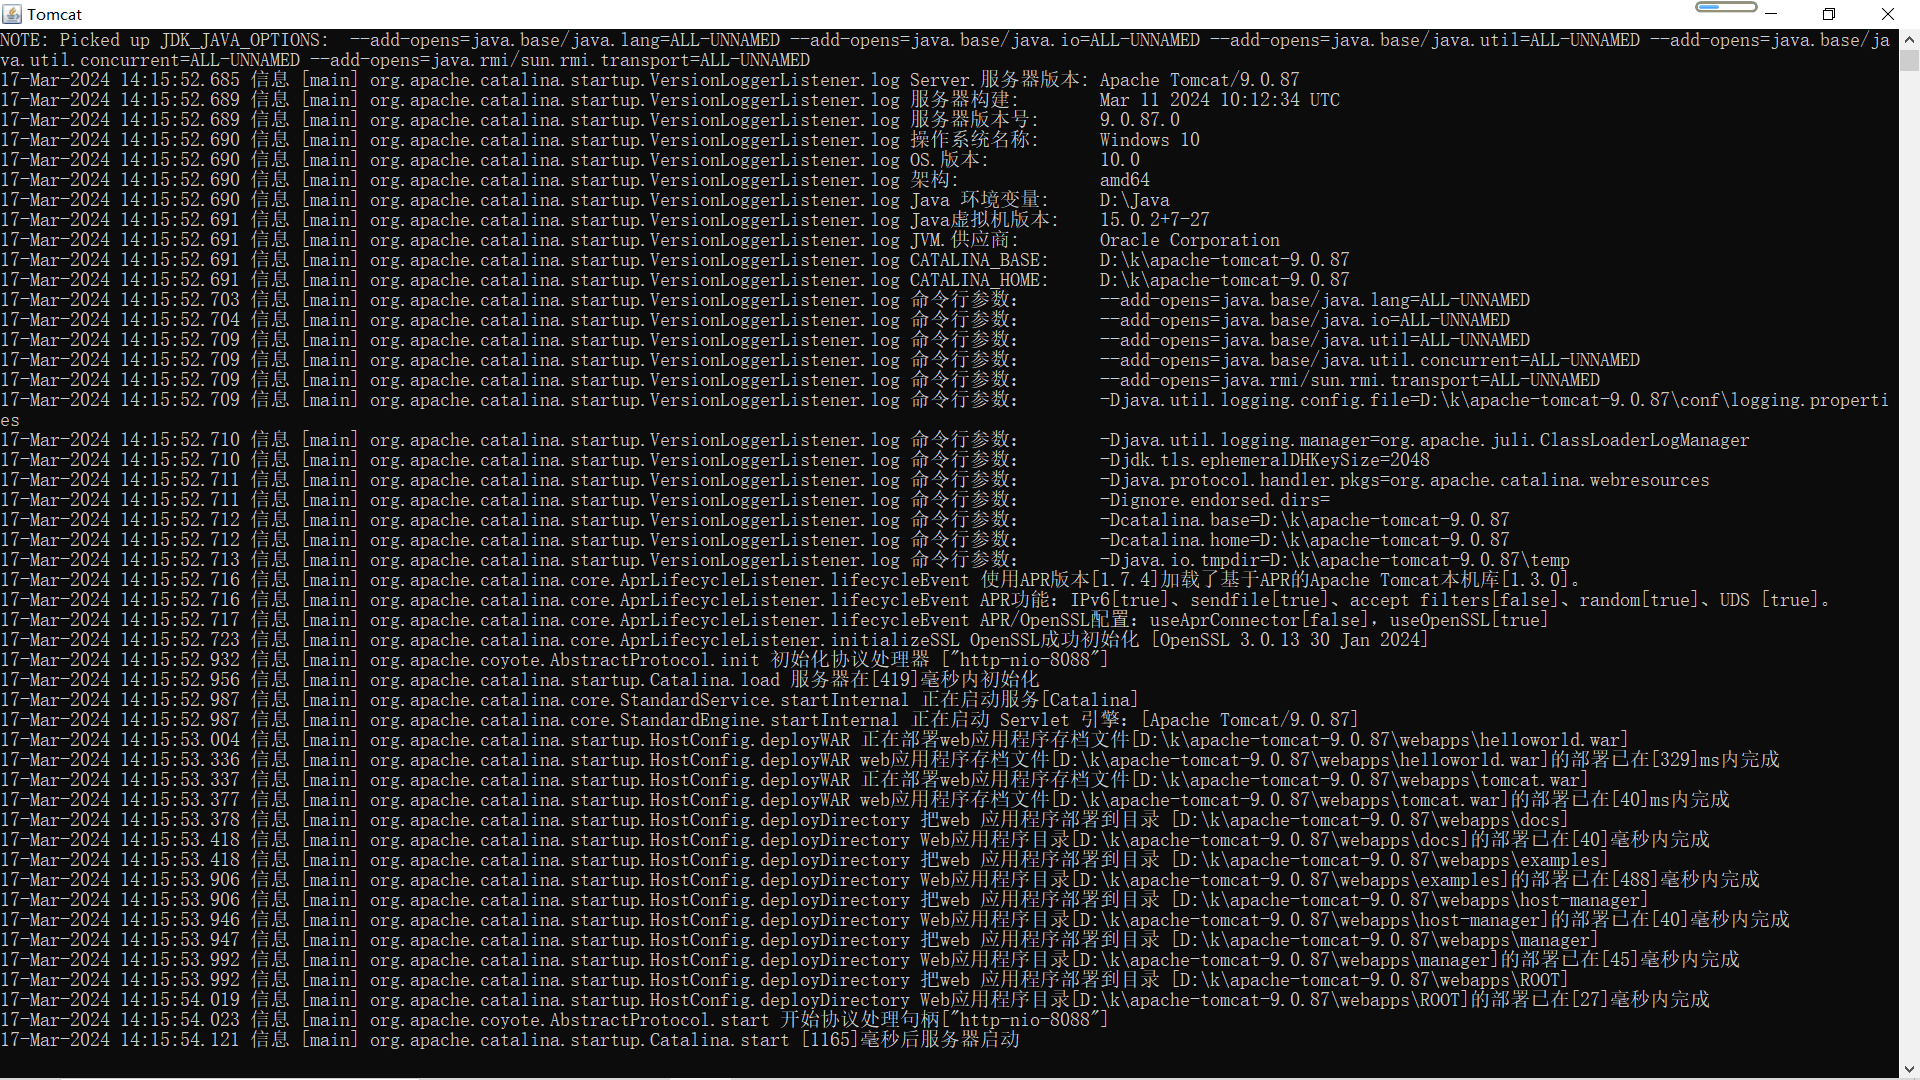 Tomcat
NOTE: Picked up JDK_JAVA_OPTIONS:  --add-opens=java.base/java.lang=ALL-UNNAMED --add-opens=java.base/java.io=ALL-UNNAMED --add-opens=java.base/java.util=ALL-UNNAMED --add-opens=java.base/ja
va.util.concurrent=ALL-UNNAMED --add-opens=java.rmi/sun.rmi.transport=ALL-UNNAMED
17-Mar-2024 14:15:52.685 信息 [main] org.apache.catalina.startup.VersionLoggerListener.log Server.服务器版本: Apache Tomcat/9.0.87
17-Mar-2024 14:15:52.689 信息 [main] org.apache.catalina.startup.VersionLoggerListener.log 服务器构建:        Mar 11 2024 10:12:34 UTC
17-Mar-2024 14:15:52.689 信息 [main] org.apache.catalina.startup.VersionLoggerListener.log 服务器版本号:      9.0.87.0
17-Mar-2024 14:15:52.690 信息 [main] org.apache.catalina.startup.VersionLoggerListener.log 操作系统名称:      Windows 10
17-Mar-2024 14:15:52.690 信息 [main] org.apache.catalina.startup.VersionLoggerListener.log OS.版本:           10.0
17-Mar-2024 14:15:52.690 信息 [main] org.apache.catalina.startup.VersionLoggerListener.log 架构:              amd64
17-Mar-2024 14:15:52.690 信息 [main] org.apache.catalina.startup.VersionLoggerListener.log Java 环境变量:     D:\Java
17-Mar-2024 14:15:52.691 信息 [main] org.apache.catalina.startup.VersionLoggerListener.log Java虚拟机版本:    15.0.2+7-27
17-Mar-2024 14:15:52.691 信息 [main] org.apache.catalina.startup.VersionLoggerListener.log JVM.供应商:        Oracle Corporation
17-Mar-2024 14:15:52.691 信息 [main] org.apache.catalina.startup.VersionLoggerListener.log CATALINA_BASE:     D:\k\apache-tomcat-9.0.87
17-Mar-2024 14:15:52.691 信息 [main] org.apache.catalina.startup.VersionLoggerListener.log CATALINA_HOME:     D:\k\apache-tomcat-9.0.87
17-Mar-2024 14:15:52.703 信息 [main] org.apache.catalina.startup.VersionLoggerListener.log 命令行参数：       --add-opens=java.base/java.lang=ALL-UNNAMED
17-Mar-2024 14:15:52.704 信息 [main] org.apache.catalina.startup.VersionLoggerListener.log 命令行参数：       --add-opens=java.base/java.io=ALL-UNNAMED
17-Mar-2024 14:15:52.709 信息 [main] org.apache.catalina.startup.VersionLoggerListener.log 命令行参数：       --add-opens=java.base/java.util=ALL-UNNAMED
17-Mar-2024 14:15:52.709 信息 [main] org.apache.catalina.startup.VersionLoggerListener.log 命令行参数：       --add-opens=java.base/java.util.concurrent=ALL-UNNAMED
17-Mar-2024 14:15:52.709 信息 [main] org.apache.catalina.startup.VersionLoggerListener.log 命令行参数：       --add-opens=java.rmi/sun.rmi.transport=ALL-UNNAMED
17-Mar-2024 14:15:52.709 信息 [main] org.apache.catalina.startup.VersionLoggerListener.log 命令行参数：       -Djava.util.logging.config.file=D:\k\apache-tomcat-9.0.87\conf\logging.properti
es
17-Mar-2024 14:15:52.710 信息 [main] org.apache.catalina.startup.VersionLoggerListener.log 命令行参数：       -Djava.util.logging.manager=org.apache.juli.ClassLoaderLogManager
17-Mar-2024 14:15:52.710 信息 [main] org.apache.catalina.startup.VersionLoggerListener.log 命令行参数：       -Djdk.tls.ephemeralDHKeySize=2048
17-Mar-2024 14:15:52.711 信息 [main] org.apache.catalina.startup.VersionLoggerListener.log 命令行参数：       -Djava.protocol.handler.pkgs=org.apache.catalina.webresources
17-Mar-2024 14:15:52.711 信息 [main] org.apache.catalina.startup.VersionLoggerListener.log 命令行参数：       -Dignore.endorsed.dirs=
17-Mar-2024 14:15:52.712 信息 [main] org.apache.catalina.startup.VersionLoggerListener.log 命令行参数：       -Dcatalina.base=D:\k\apache-tomcat-9.0.87
17-Mar-2024 14:15:52.712 信息 [main] org.apache.catalina.startup.VersionLoggerListener.log 命令行参数：       -Dcatalina.home=D:\k\apache-tomcat-9.0.87
17-Mar-2024 14:15:52.713 信息 [main] org.apache.catalina.startup.VersionLoggerListener.log 命令行参数：       -Djava.io.tmpdir=D:\k\apache-tomcat-9.0.87\temp
17-Mar-2024 14:15:52.716 信息 [main] org.apache.catalina.core.AprLifecycleListener.lifecycleEvent 使用APR版本[1.7.4]加载了基于APR的Apache Tomcat本机库[1.3.0]。
17-Mar-2024 14:15:52.716 信息 [main] org.apache.catalina.core.AprLifecycleListener.lifecycleEvent APR功能：IPv6[true]、sendfile[true]、accept filters[false]、random[true]、UDS [true]。
17-Mar-2024 14:15:52.717 信息 [main] org.apache.catalina.core.AprLifecycleListener.lifecycleEvent APR/OpenSSL配置：useAprConnector[false]，useOpenSSL[true]
17-Mar-2024 14:15:52.723 信息 [main] org.apache.catalina.core.AprLifecycleListener.initializeSSL OpenSSL成功初始化 [OpenSSL 3.0.13 30 Jan 2024]
17-Mar-2024 14:15:52.932 信息 [main] org.apache.coyote.AbstractProtocol.init 初始化协议处理器 ["http-nio-8088"]
17-Mar-2024 14:15:52.956 信息 [main] org.apache.catalina.startup.Catalina.load 服务器在[419]毫秒内初始化
17-Mar-2024 14:15:52.987 信息 [main] org.apache.catalina.core.StandardService.startInternal 正在启动服务[Catalina]
17-Mar-2024 14:15:52.987 信息 [main] org.apache.catalina.core.StandardEngine.startInternal 正在启动 Servlet 引擎：[Apache Tomcat/9.0.87]
17-Mar-2024 14:15:53.004 信息 [main] org.apache.catalina.startup.HostConfig.deployWAR 正在部署web应用程序存档文件[D:\k\apache-tomcat-9.0.87\webapps\helloworld.war]
17-Mar-2024 14:15:53.336 信息 [main] org.apache.catalina.startup.HostConfig.deployWAR web应用程序存档文件[D:\k\apache-tomcat-9.0.87\webapps\helloworld.war]的部署已在[329]ms内完成
17-Mar-2024 14:15:53.337 信息 [main] org.apache.catalina.startup.HostConfig.deployWAR 正在部署web应用程序存档文件[D:\k\apache-tomcat-9.0.87\webapps\tomcat.war]
17-Mar-2024 14:15:53.377 信息 [main] org.apache.catalina.startup.HostConfig.deployWAR web应用程序存档文件[D:\k\apache-tomcat-9.0.87\webapps\tomcat.war]的部署已在[40]ms内完成
17-Mar-2024 14:15:53.378 信息 [main] org.apache.catalina.startup.HostConfig.deployDirectory 把web 应用程序部署到目录 [D:\k\apache-tomcat-9.0.87\webapps\docs]
17-Mar-2024 14:15:53.418 信息 [main] org.apache.catalina.startup.HostConfig.deployDirectory Web应用程序目录[D:\k\apache-tomcat-9.0.87\webapps\docs]的部署已在[40]毫秒内完成
17-Mar-2024 14:15:53.418 信息 [main] org.apache.catalina.startup.HostConfig.deployDirectory 把web 应用程序部署到目录 [D:\k\apache-tomcat-9.0.87\webapps\examples]
17-Mar-2024 14:15:53.906 信息 [main] org.apache.catalina.startup.HostConfig.deployDirectory Web应用程序目录[D:\k\apache-tomcat-9.0.87\webapps\examples]的部署已在[488]毫秒内完成
17-Mar-2024 14:15:53.906 信息 [main] org.apache.catalina.startup.HostConfig.deployDirectory 把web 应用程序部署到目录 [D:\k\apache-tomcat-9.0.87\webapps\host-manager]
17-Mar-2024 14:15:53.946 信息 [main] org.apache.catalina.startup.HostConfig.deployDirectory Web应用程序目录[D:\k\apache-tomcat-9.0.87\webapps\host-manager]的部署已在[40]毫秒内完成
17-Mar-2024 14:15:53.947 信息 [main] org.apache.catalina.startup.HostConfig.deployDirectory 把web 应用程序部署到目录 [D:\k\apache-tomcat-9.0.87\webapps\manager]
17-Mar-2024 14:15:53.992 信息 [main] org.apache.catalina.startup.HostConfig.deployDirectory Web应用程序目录[D:\k\apache-tomcat-9.0.87\webapps\manager]的部署已在[45]毫秒内完成
17-Mar-2024 14:15:53.992 信息 [main] org.apache.catalina.startup.HostConfig.deployDirectory 把web 应用程序部署到目录 [D:\k\apache-tomcat-9.0.87\webapps\ROOT]
17-Mar-2024 14:15:54.019 信息 [main] org.apache.catalina.startup.HostConfig.deployDirectory Web应用程序目录[D:\k\apache-tomcat-9.0.87\webapps\ROOT]的部署已在[27]毫秒内完成
17-Mar-2024 14:15:54.023 信息 [main] org.apache.coyote.AbstractProtocol.start 开始协议处理句柄["http-nio-8088"]
17-Mar-2024 14:15:54.121 信息 [main] org.apache.catalina.startup.Catalina.start [1165]毫秒后服务器启动